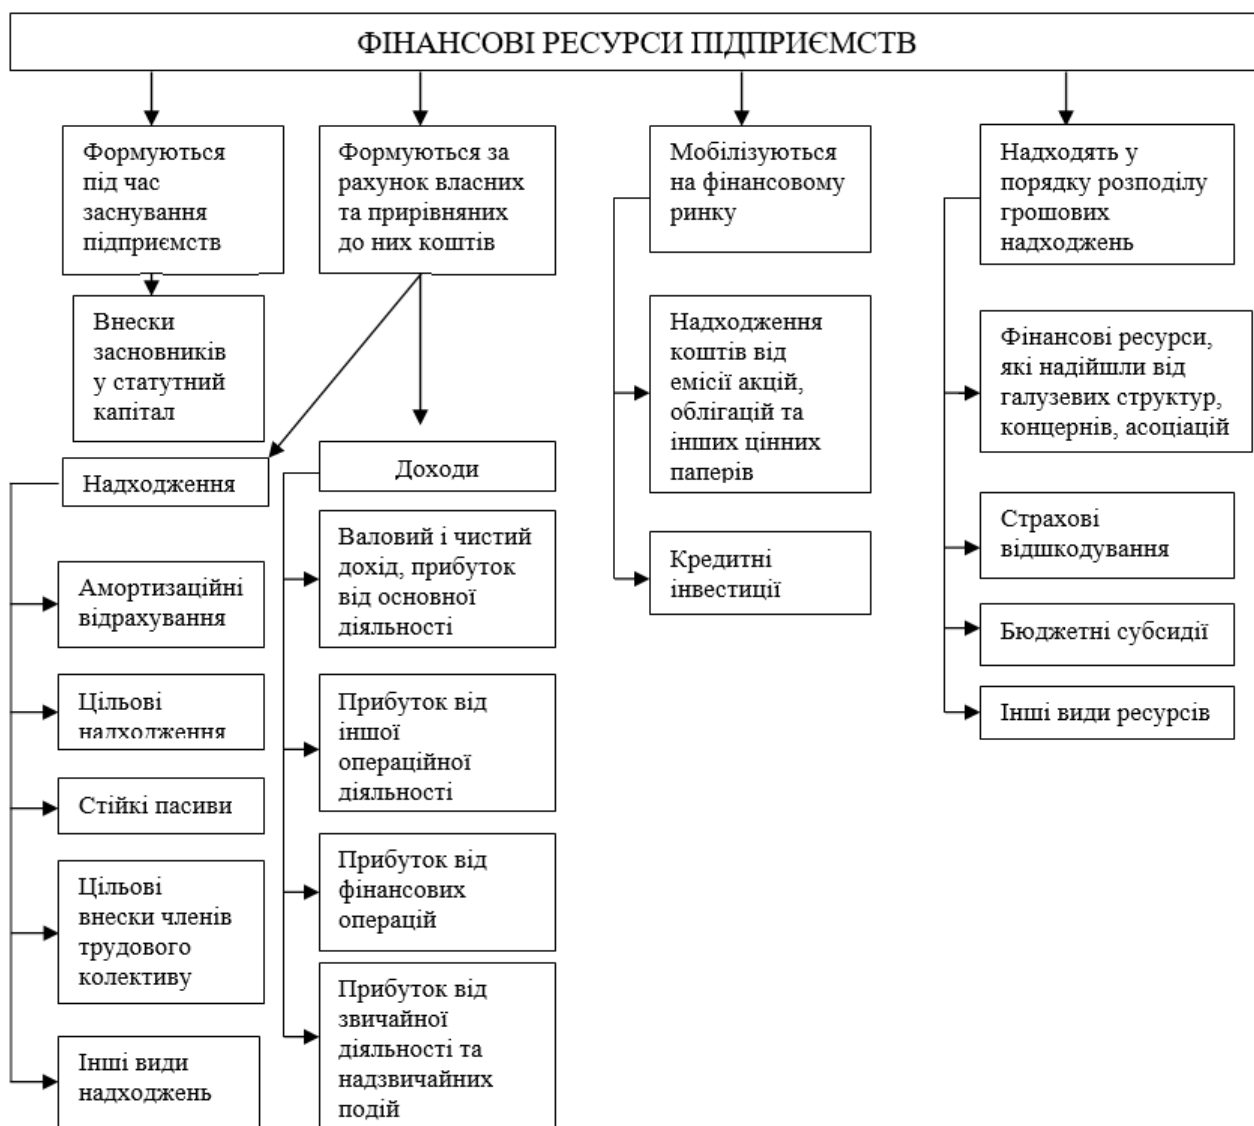 ФІНАНСОВІ РЕСУРСИ ПІДПРИЄМСТВ
Формуються
під час
заснування
підприємств
Формуються за
рахунок власних
та прирівняних
до них коштів
Мобілізуються
на фінансовому
ринку
Надходять у
порядку розподілу
грошових
надходжень
Внески
засновників
у статутний
капітал
Надходження
Амортизаційні
відрахування
Цільові
надходження
Стійкі пасиви
Цільові
внески членів
трудового
колективу
Інші види
надходжень
Доходи
Валовий і чистий
дохід, прибуток
від основної
діяльності
Прибуток від
іншої
операційної
діяльності
Прибуток від
фінансових
операцій
Прибуток від
звичайної
діяльності та
надзвичайних
подій
Надходження
коштів від
емісії акцій,
облігацій та
інших цінних
паперів
Кредитні
інвестиції
Фінансові ресурси,
які надійшли від
галузевих структур,
концернів, асоціацій
Страхові
відшкодування
Бюджетні субсидії
Інші види ресурсів